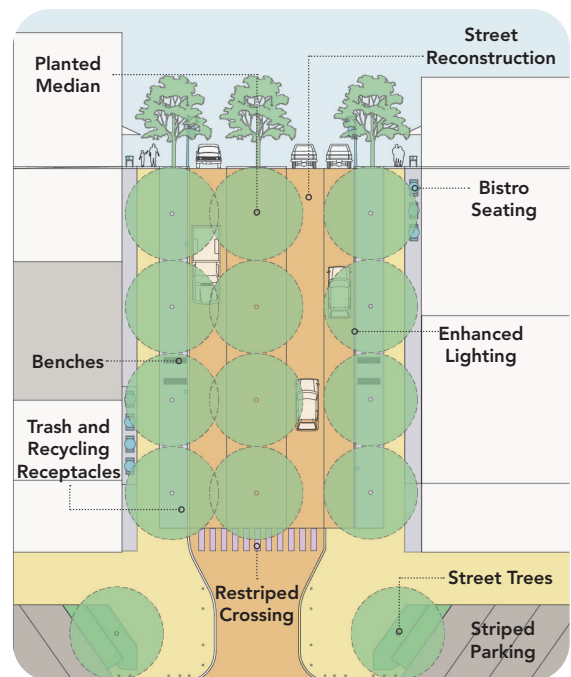 Street
Reconstruction
Planted
Median
Bistro
Seating
Enhanced
Lighting
Benches
Trash and
Recycling
Receptacles
Street Trees
Restriped
Crossing
Striped
Parking